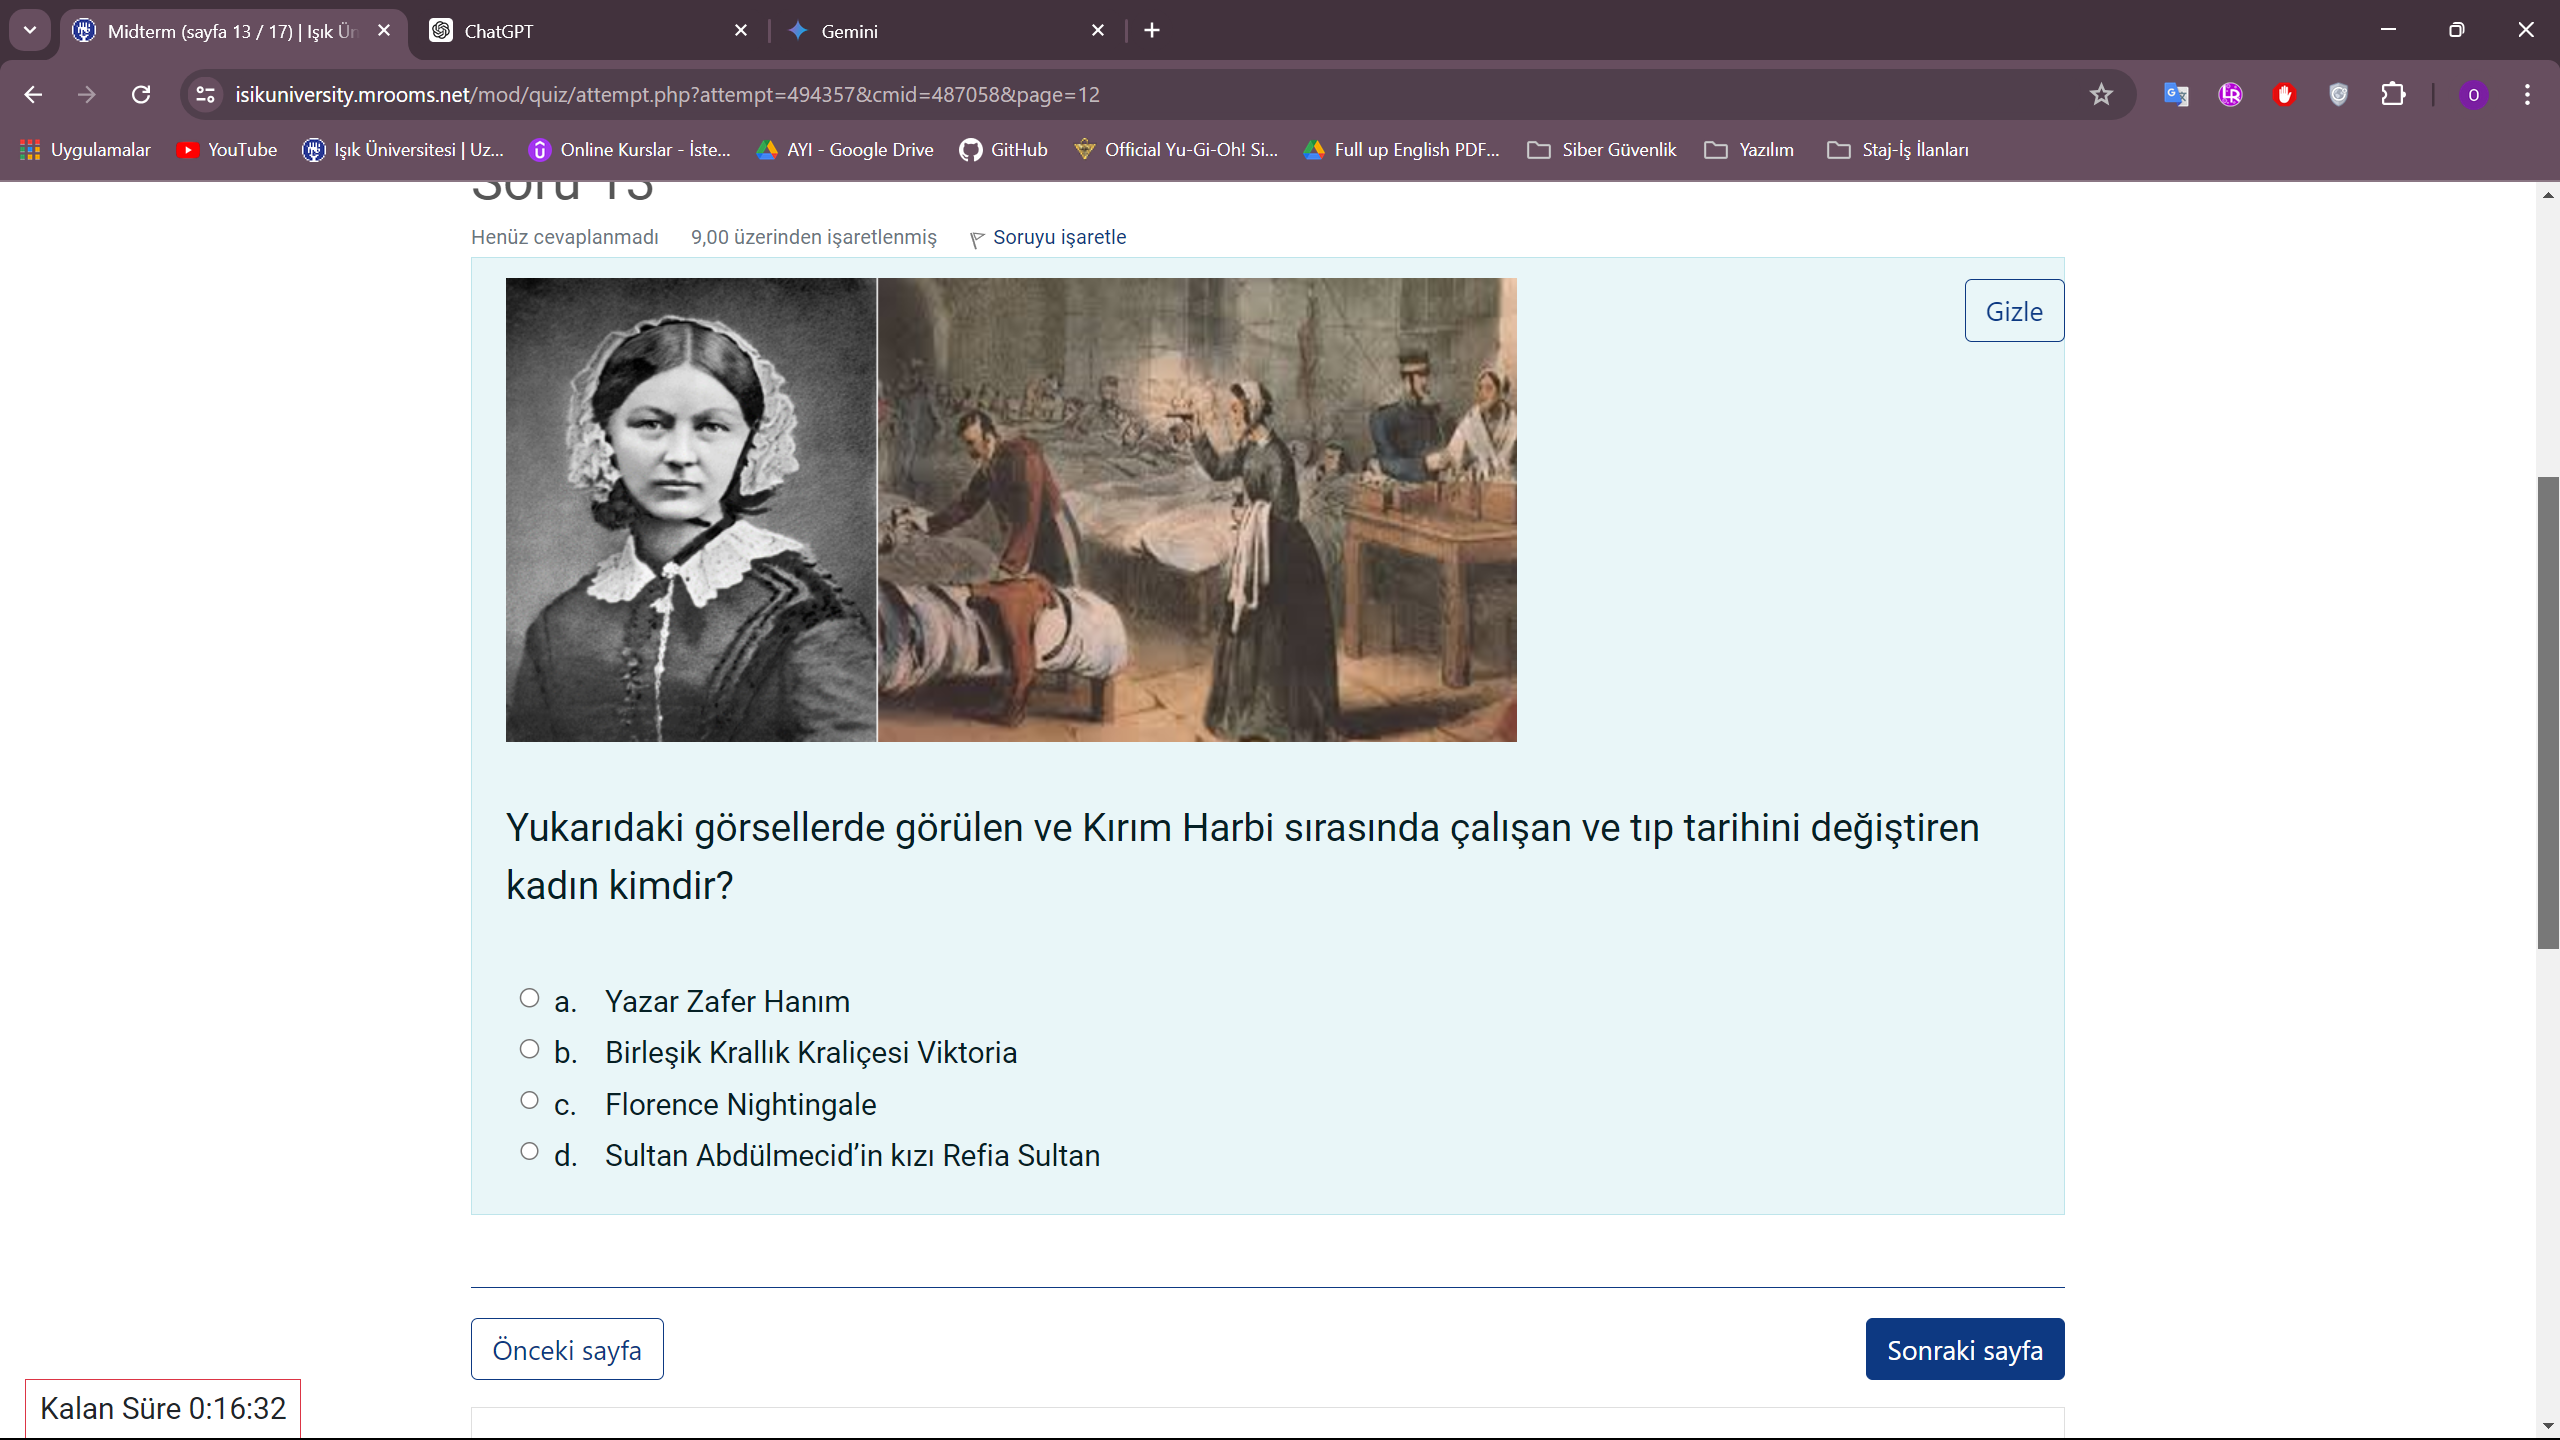 Midterm (sayfa 13 / 17) | Işık Ün
ChatGPT
Gemini
isikuniversity.mrooms.net/mod/quiz/attempt.php?attempt=494357&cmid=487058&page=12
O
Uygulamalar
YouTube
Işık Üniversitesi | Uz...
Online Kurslar - İste...
AYI - Google Drive
GitHub
Official Yu-Gi-Oh! Si...
Full up English PDF...
Siber Güvenlik
Yazılım
Staj-İş İlanları
Soru 13
Henüz cevaplanmadı 9,00 üzerinden işaretlenmiş Soruyu işaretle
Gizle
Yukarıdaki görsellerde görülen ve Kırım Harbi sırasında çalışan ve tıp tarihini değiştiren
kadın kimdir?
a. Yazar Zafer Hanım
b. Birleşik Krallık Kraliçesi Viktoria
c. Florence Nightingale
d. Sultan Abdülmecid’in kızı Refia Sultan
Önceki sayfa
Sonraki sayfa
Kalan Süre 0:16:32